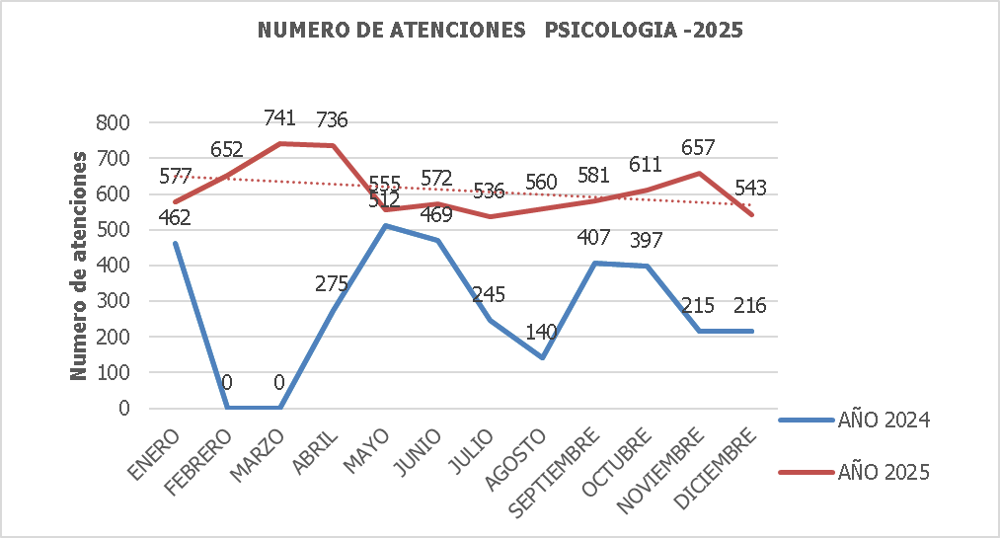 NUMERO DE ATENCIONES PSICOLOGIA -2025
Numero de atenciones
800
700
600
500
400
300
200
100
0
577 652 741 736 555 572 536 560 581 611 657 543
462 0 0 275 512 469 245 140 407 397 215 216
ENERO
FEBRERO
MARZO
ABRIL
MAYO
JUNIO
JULIO
AGOSTO
SEPTIEMBRE
OCTUBRE
NOVIEMBRE
DICIEMBRE
AÑO 2024
AÑO 2025